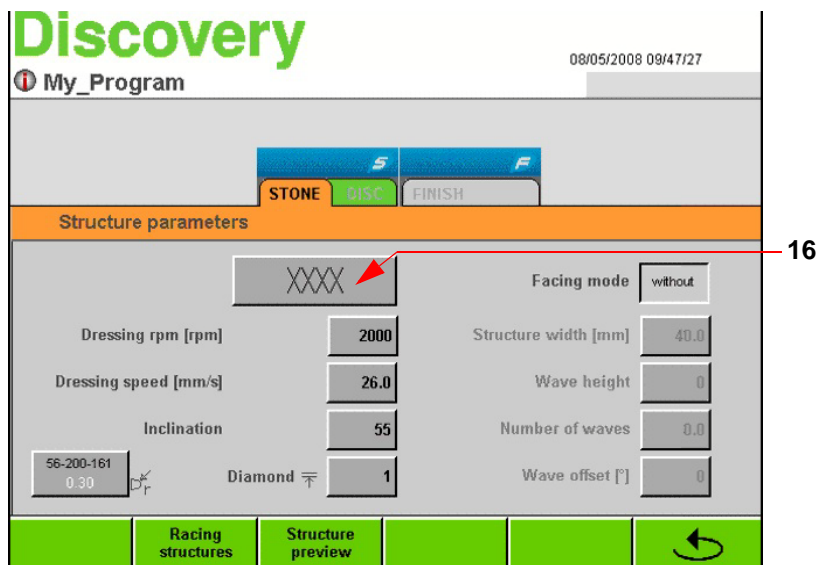 Discovery
08/05/2008 09/47/27
My_Program
S F
STONE DISC FINISH
Structure parameters
XXXX
16
Facing mode without
Dressing rpm [rpm] 2000
Structure width [mm] 40.0
Dressing speed [mm/s] 26.0
Wave height 0
Inclination 55
Number of waves 0.0
56-200-161
0.30
r
Diamond 1
Wave offset [°] 0
Racing
structures
Structure
preview